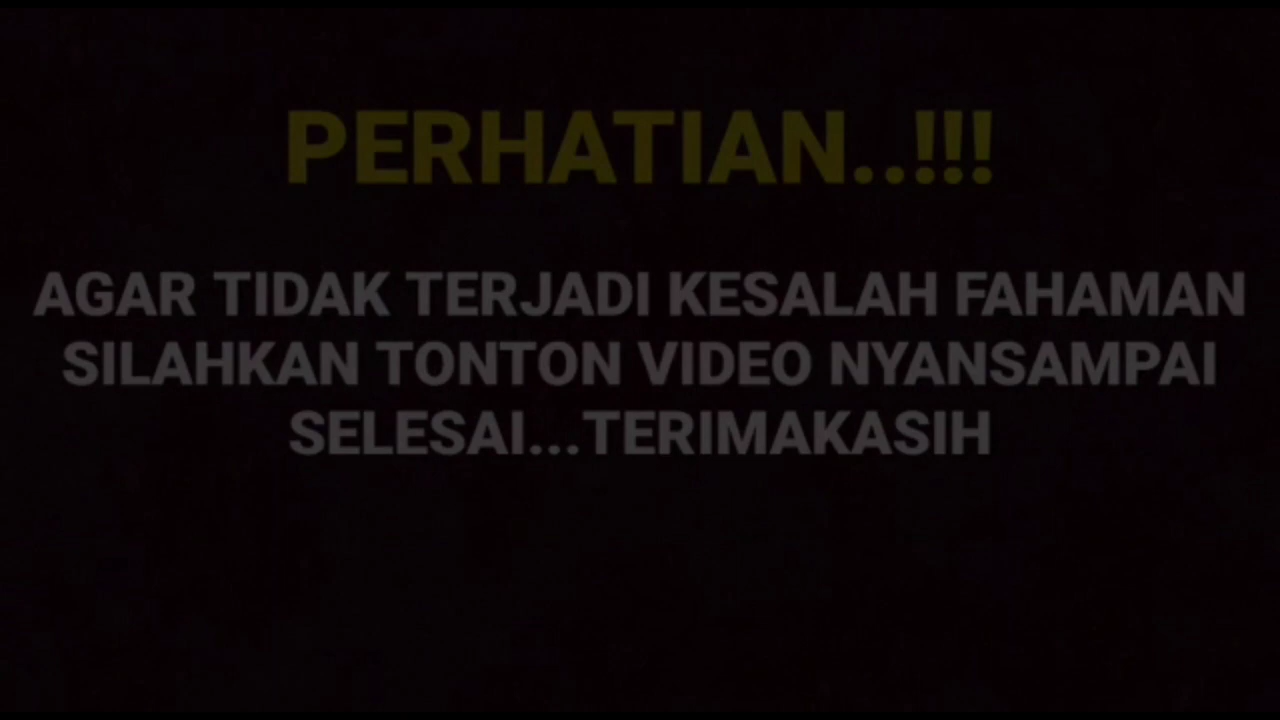 PERHATIAN..!!!
AGAR TIDAK TERJADI KESALAH FAHAMAN
SILAHKAN TONTON VIDEO NYANSAMPAI
SELESAI...TERIMAKASIH